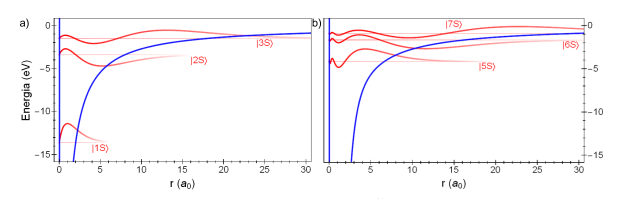 a)
Energia (eV)
0
−5
−10
−15
|3S⟩
|2S⟩
|1S⟩
0 5 10 15 20 25 30
r (a₀)
b)
|7S⟩
|6S⟩
|5S⟩
0
−5
−10
−15
0 5 10 15 20 25 30
r (a₀)